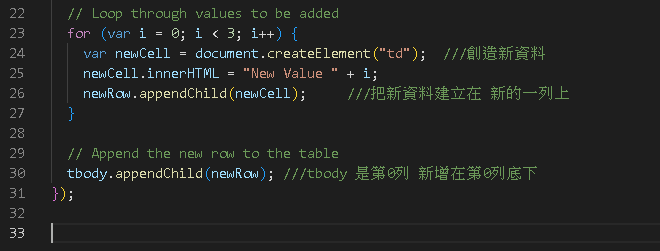 22 // Loop through values to be added
23 for (var i = 0; i < 3; i++) {
24 var newCell = document.createElement("td"); ///創造新資料
25 newCell.innerHTML = "New Value " + i;
26 newRow.appendChild(newCell); ///把新資料建立在 新的一列上
27 }
28
29 // Append the new row to the table
30 tbody.appendChild(newRow); ///tbody 是第0列 新增在第0列底下
31 });
32
33